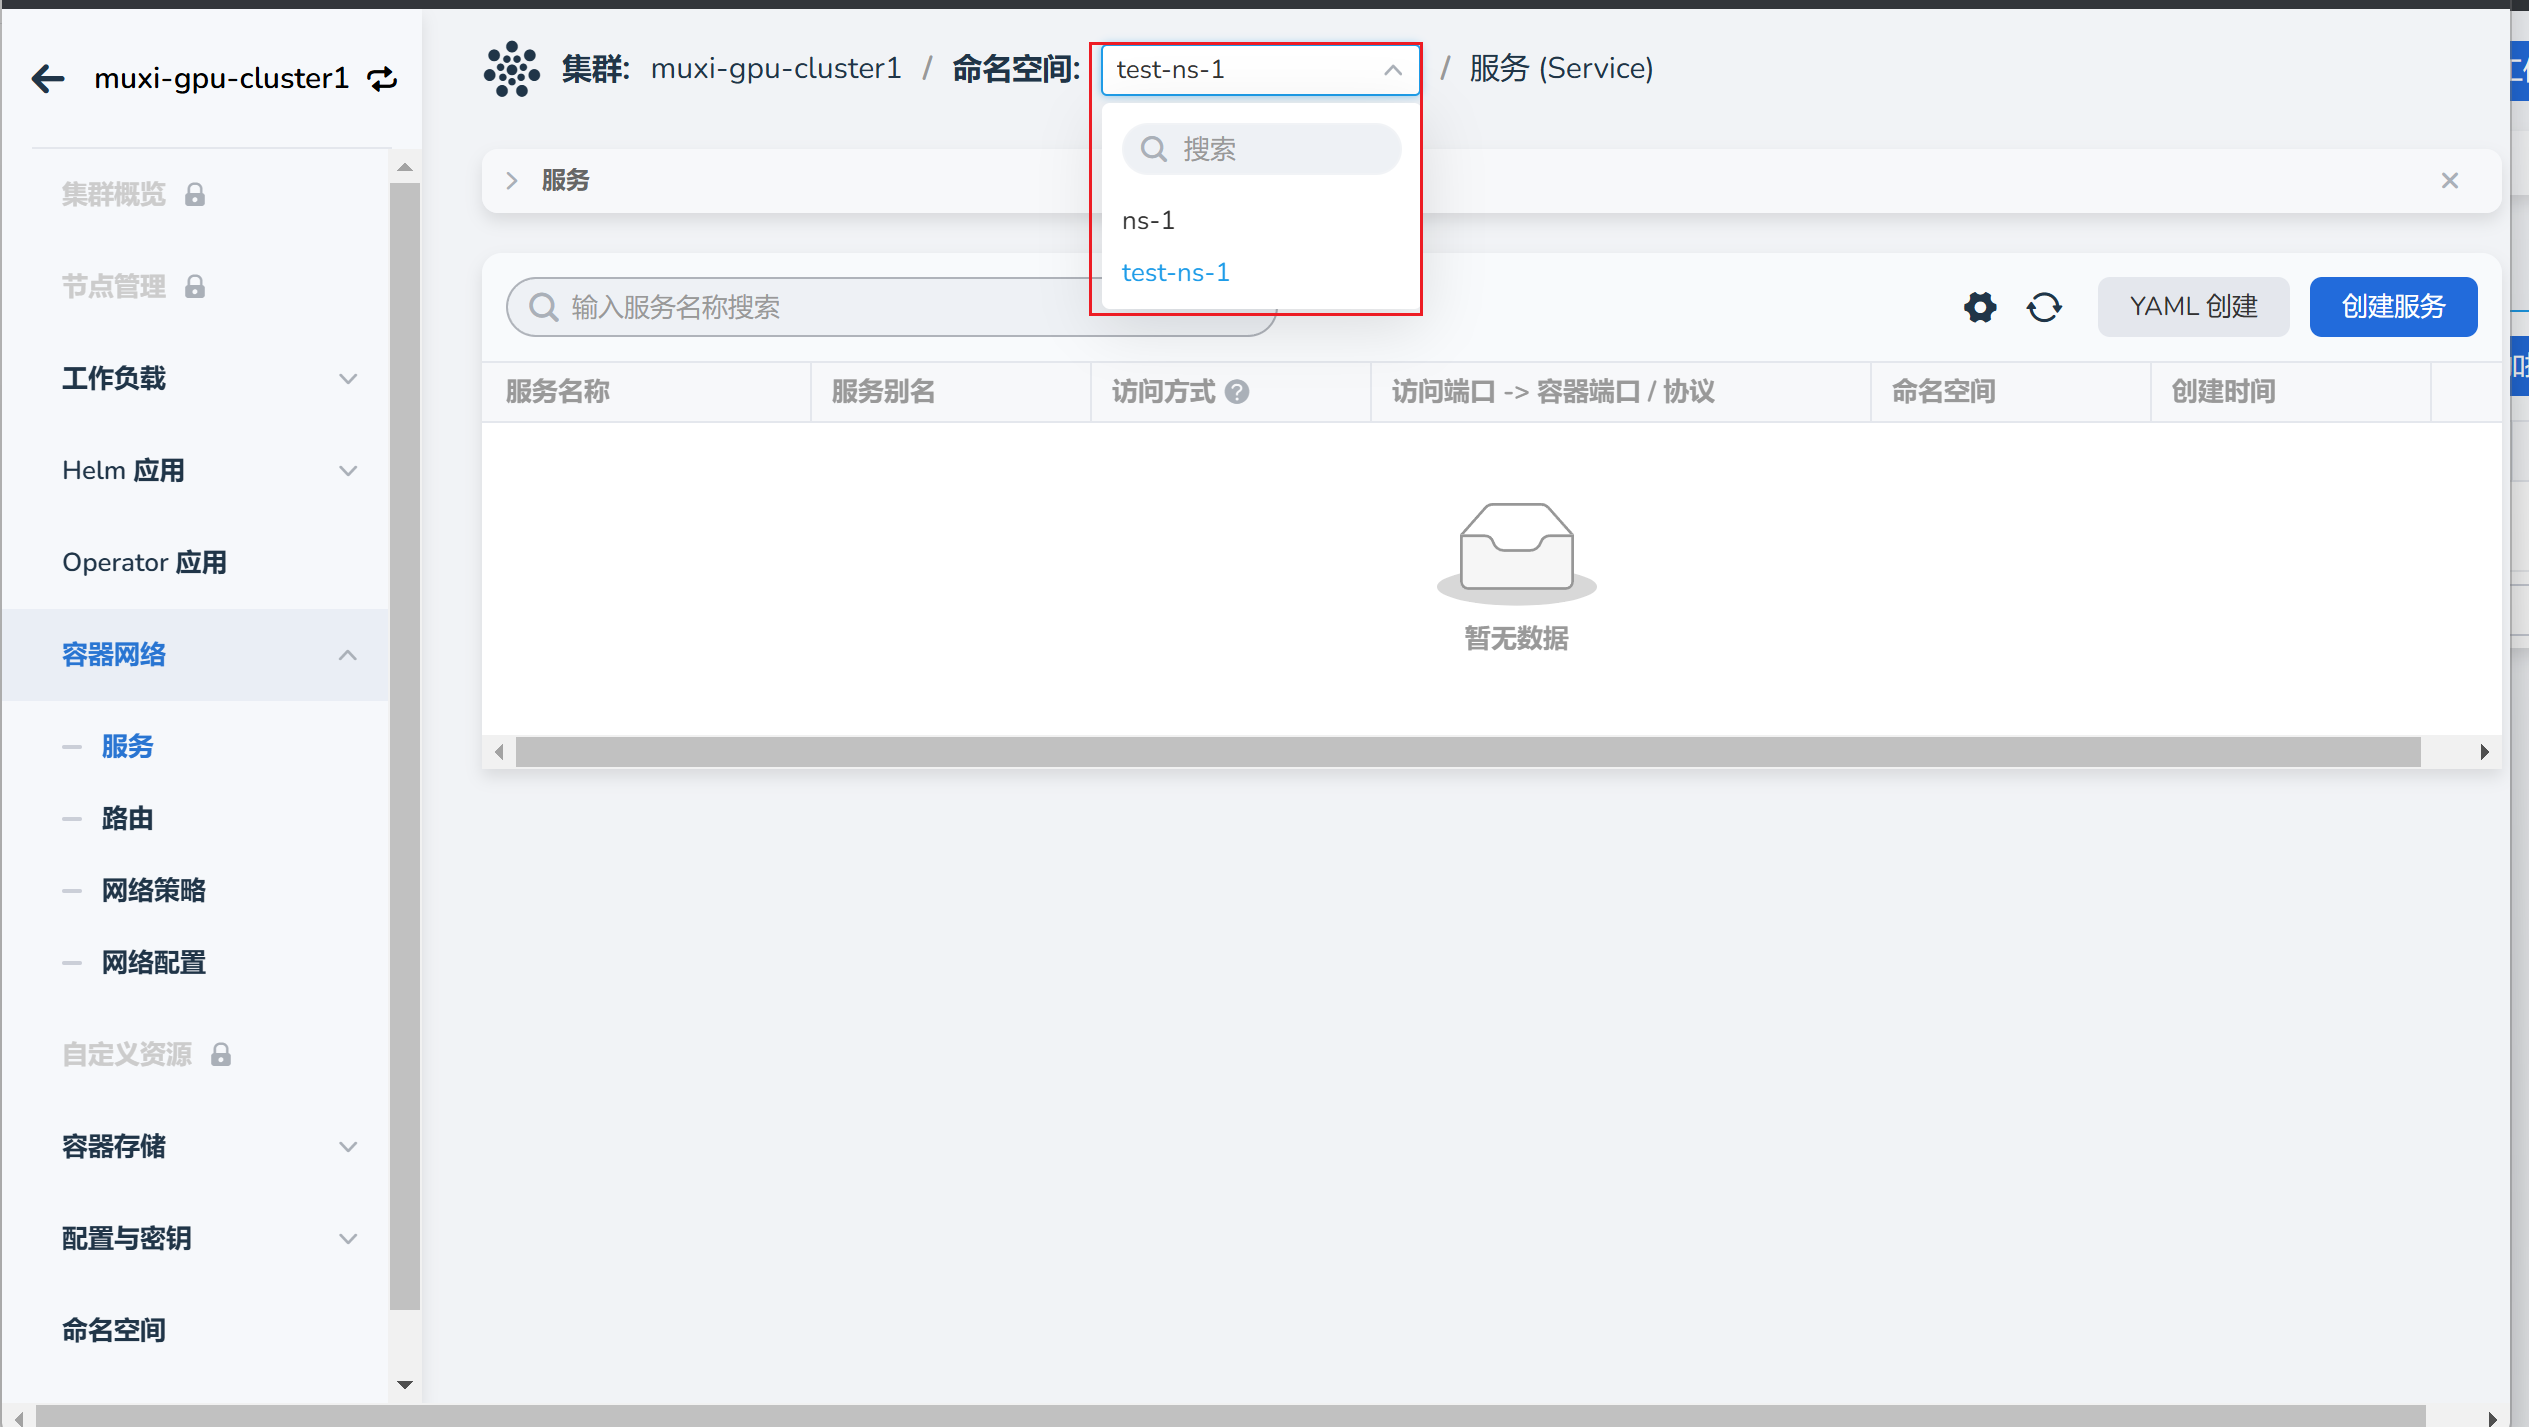 muxi-gpu-cluster1
集群概览
节点管理
工作负载
Helm 应用
Operator 应用
容器网络
服务
路由
网络策略
网络配置
自定义资源
容器存储
配置与密钥
命名空间
集群: muxi-gpu-cluster1 / 命名空间: test-ns-1 / 服务 (Service)
搜索
ns-1
test-ns-1
服务
输入服务名称搜索
YAML 创建
创建服务
服务名称 服务别名 访问方式 访问端口 -> 容器端口 / 协议 命名空间 创建时间
暂无数据